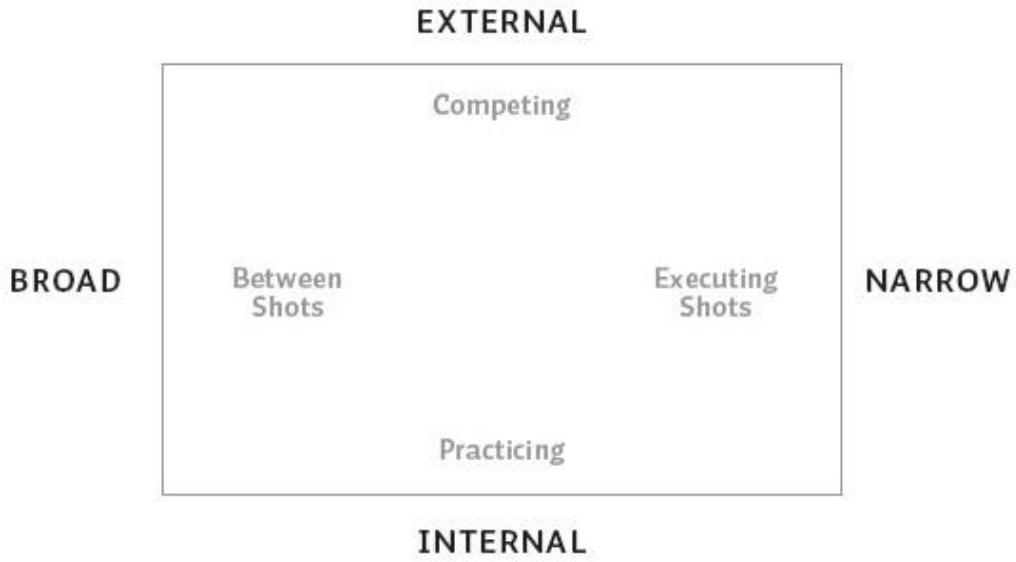 EXTERNAL
Competing
BROAD
Between
Shots
Executing
Shots
NARROW
Practicing
INTERNAL